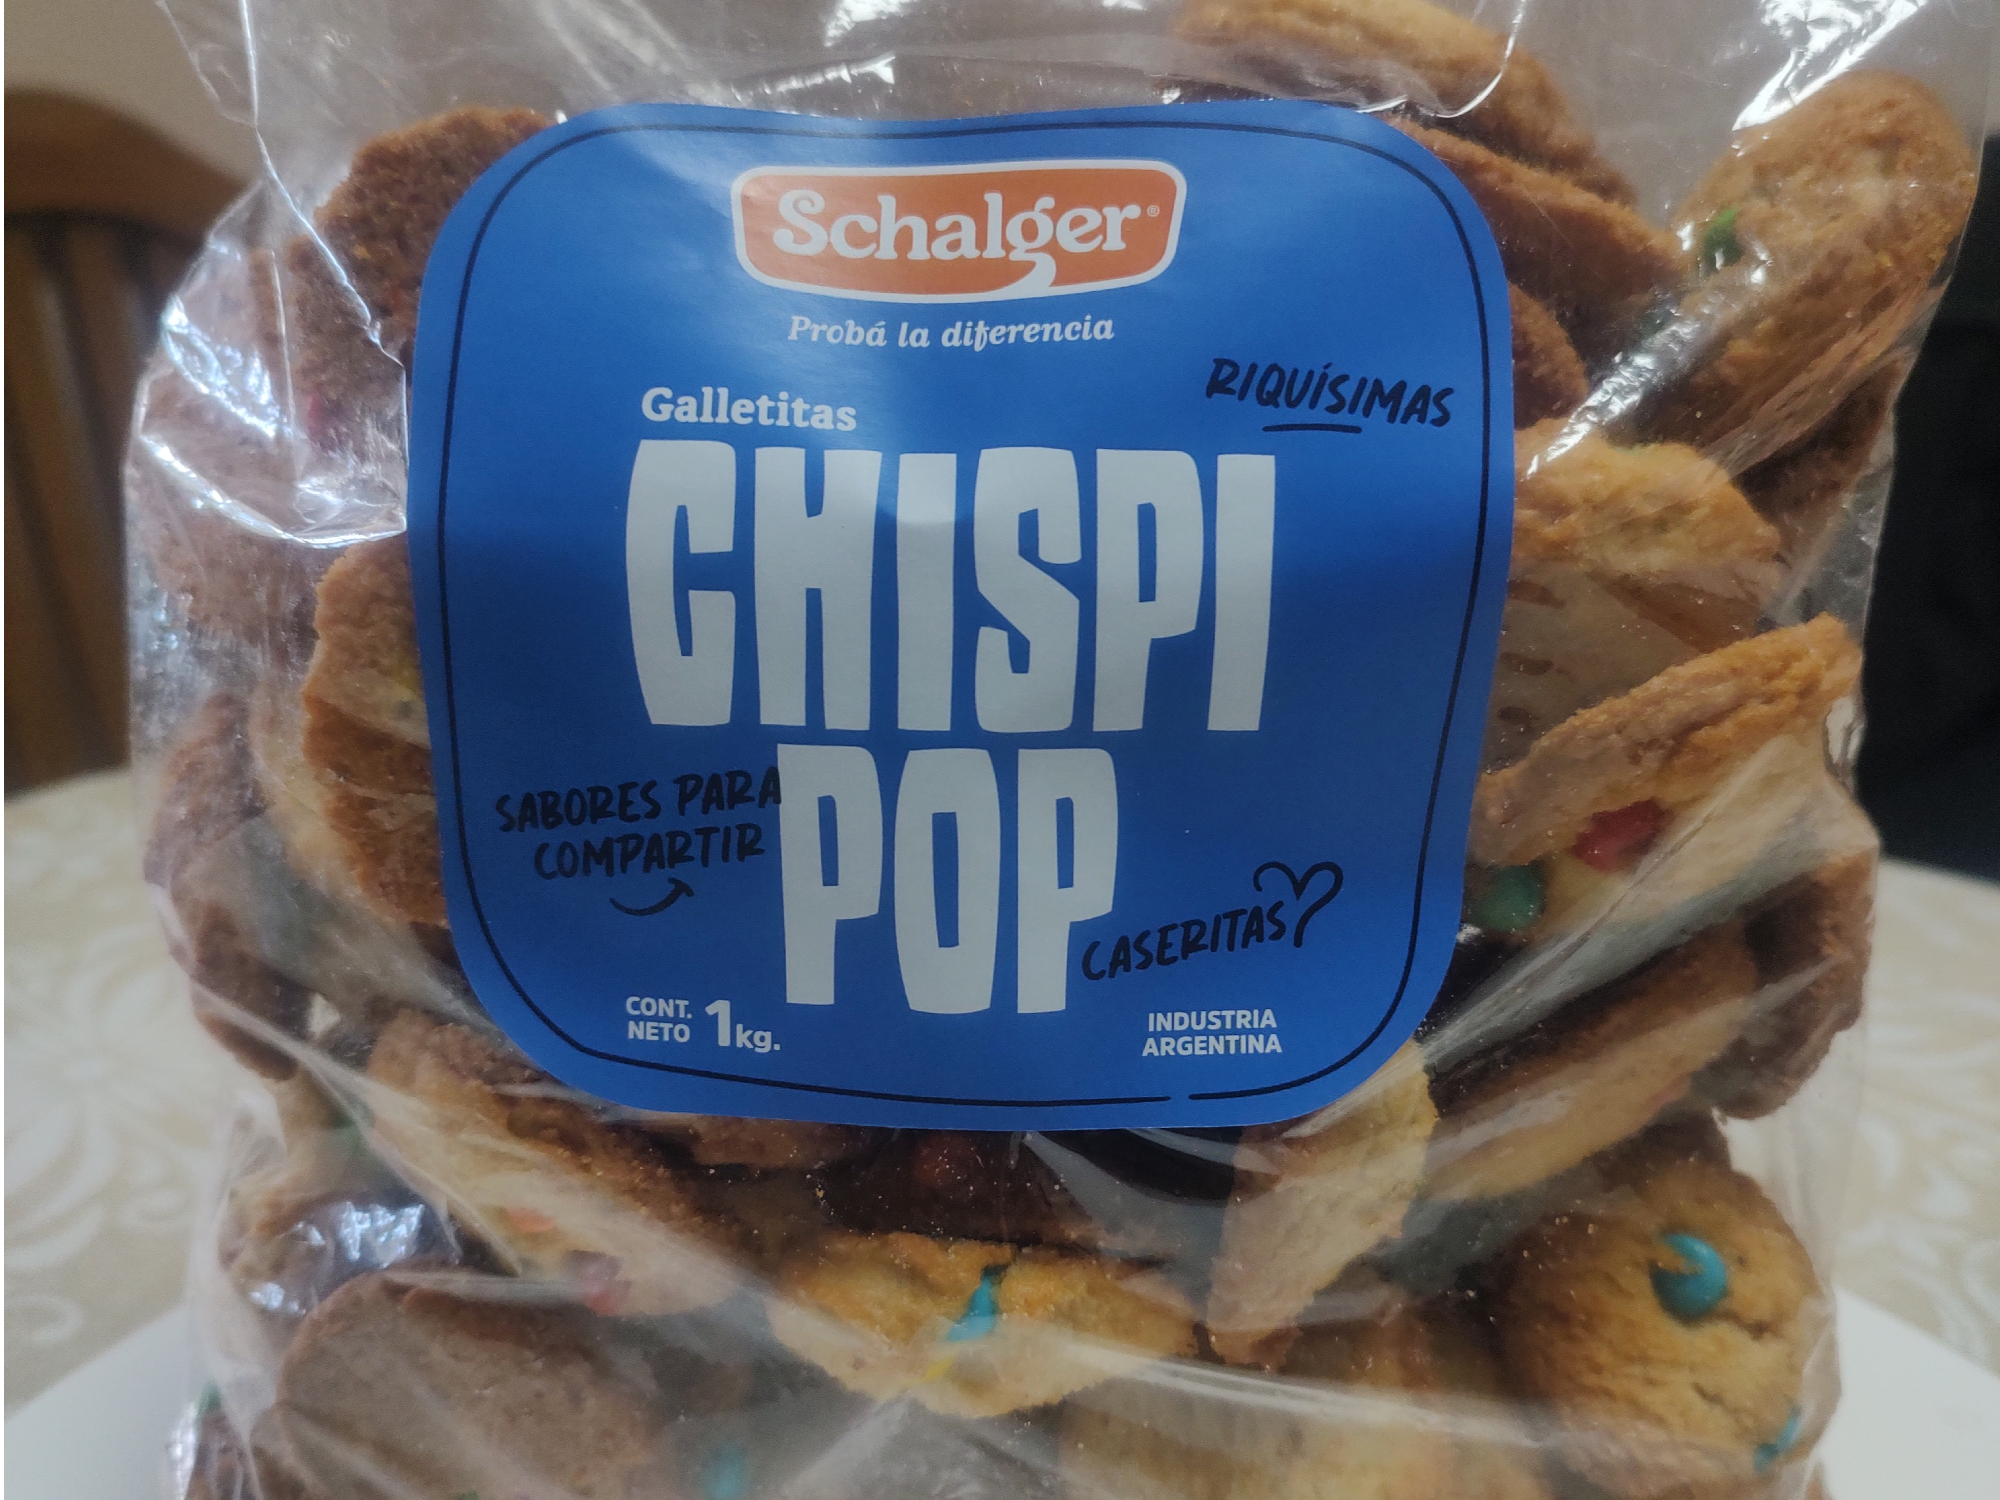 Schalger®
Probá la diferencia
RIQUÍSIMAS
Galletitas
CHISPI
POP
SABORES PARA
COMPARTIR
CASERITAS
CONT.
NETO 1kg.
INDUSTRIA
ARGENTINA